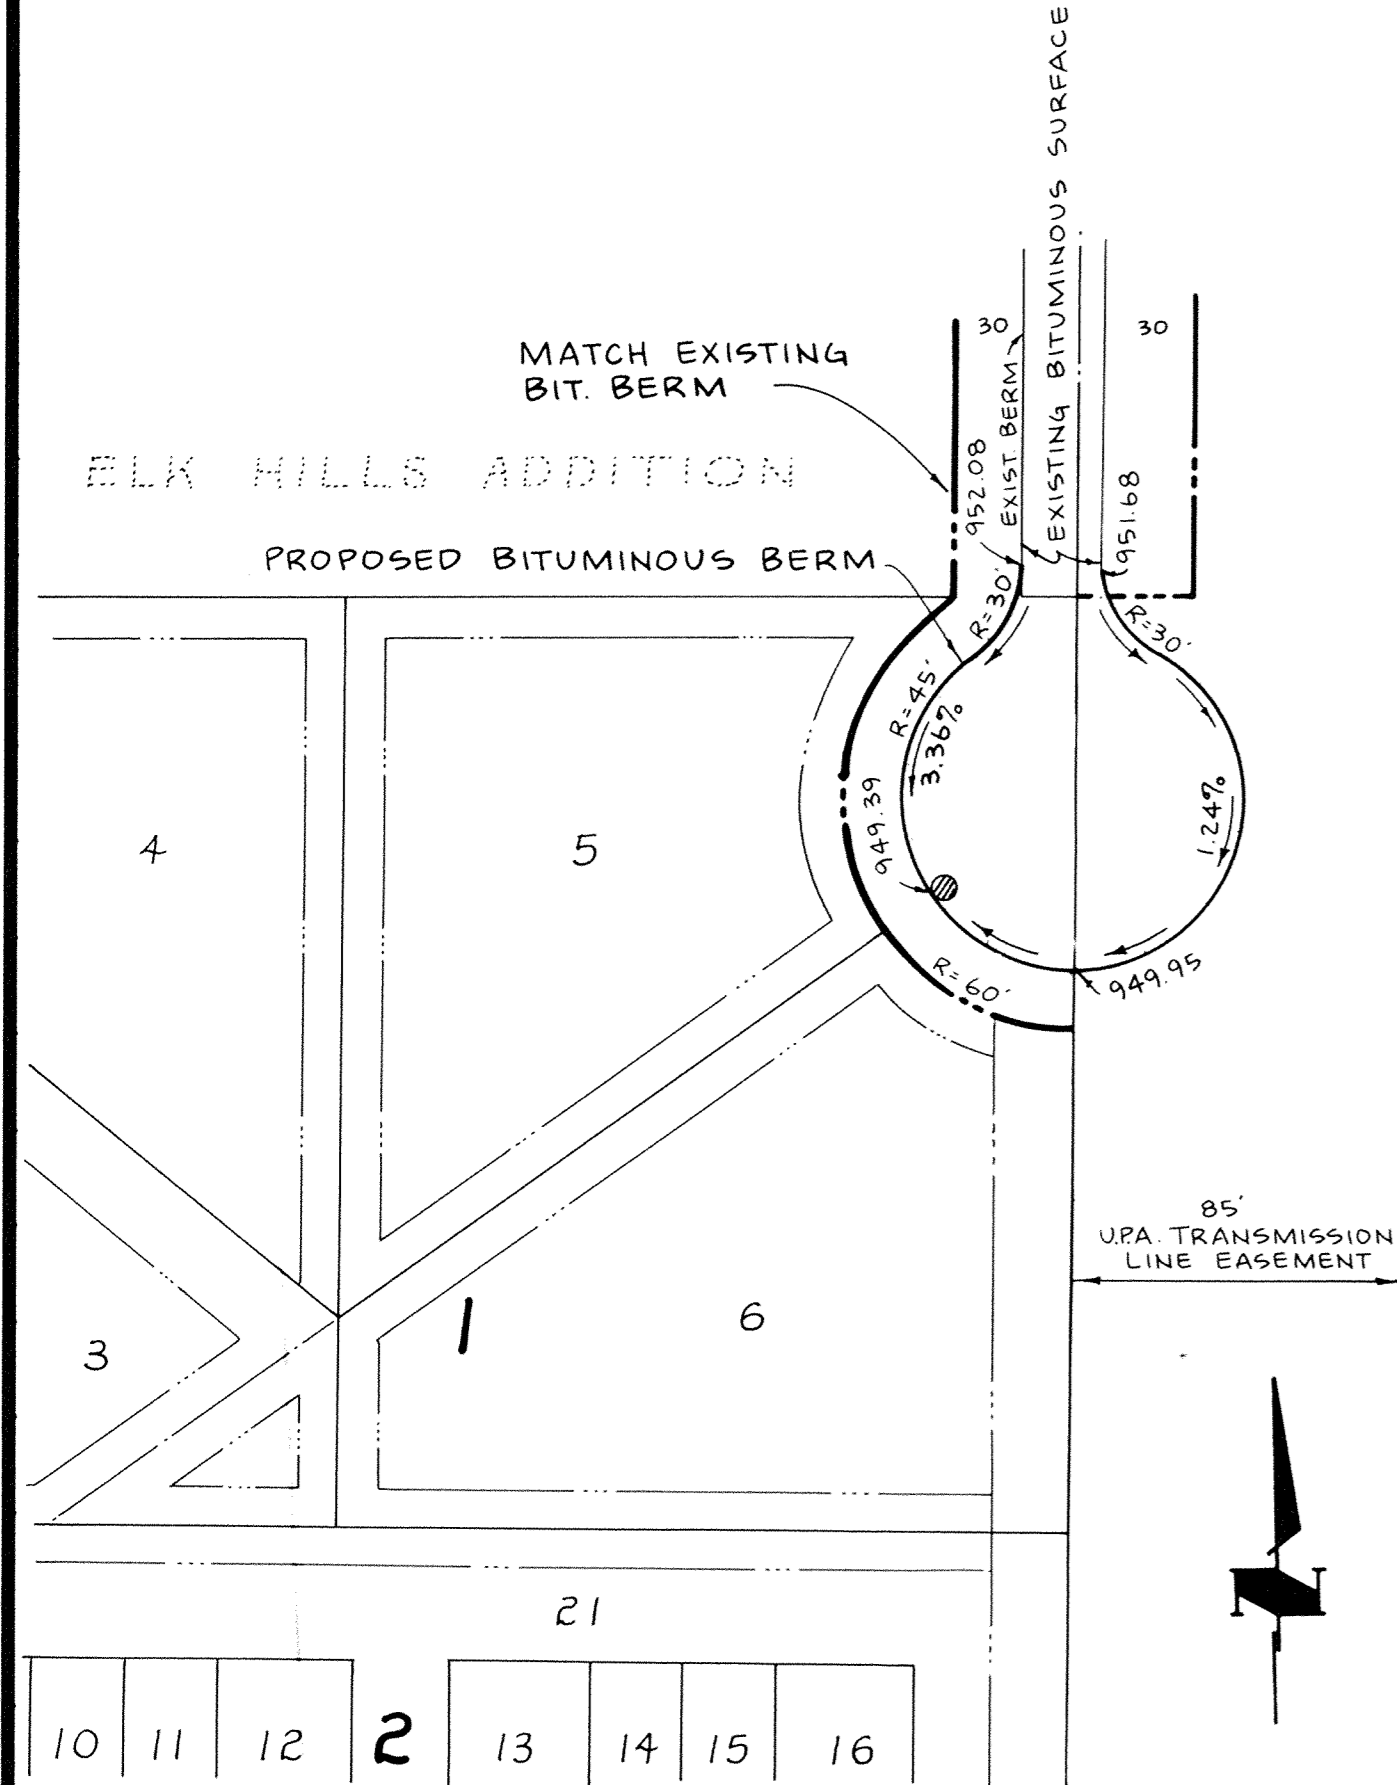 EXISTING BITUMINOUS SURFACE
30
30
MATCH EXISTING
BIT. BERM
EXIST. BERM
952.08
951.68
ELK HILLS ADDITION
PROPOSED BITUMINOUS BERM
R=30'
R=30'
R=45'
3.36%
949.39
1.24%
4
5
R=60'
949.95
85'
U.P.A. TRANSMISSION
LINE EASEMENT
3
1
6
N
21
10
11
12
2
13
14
15
16